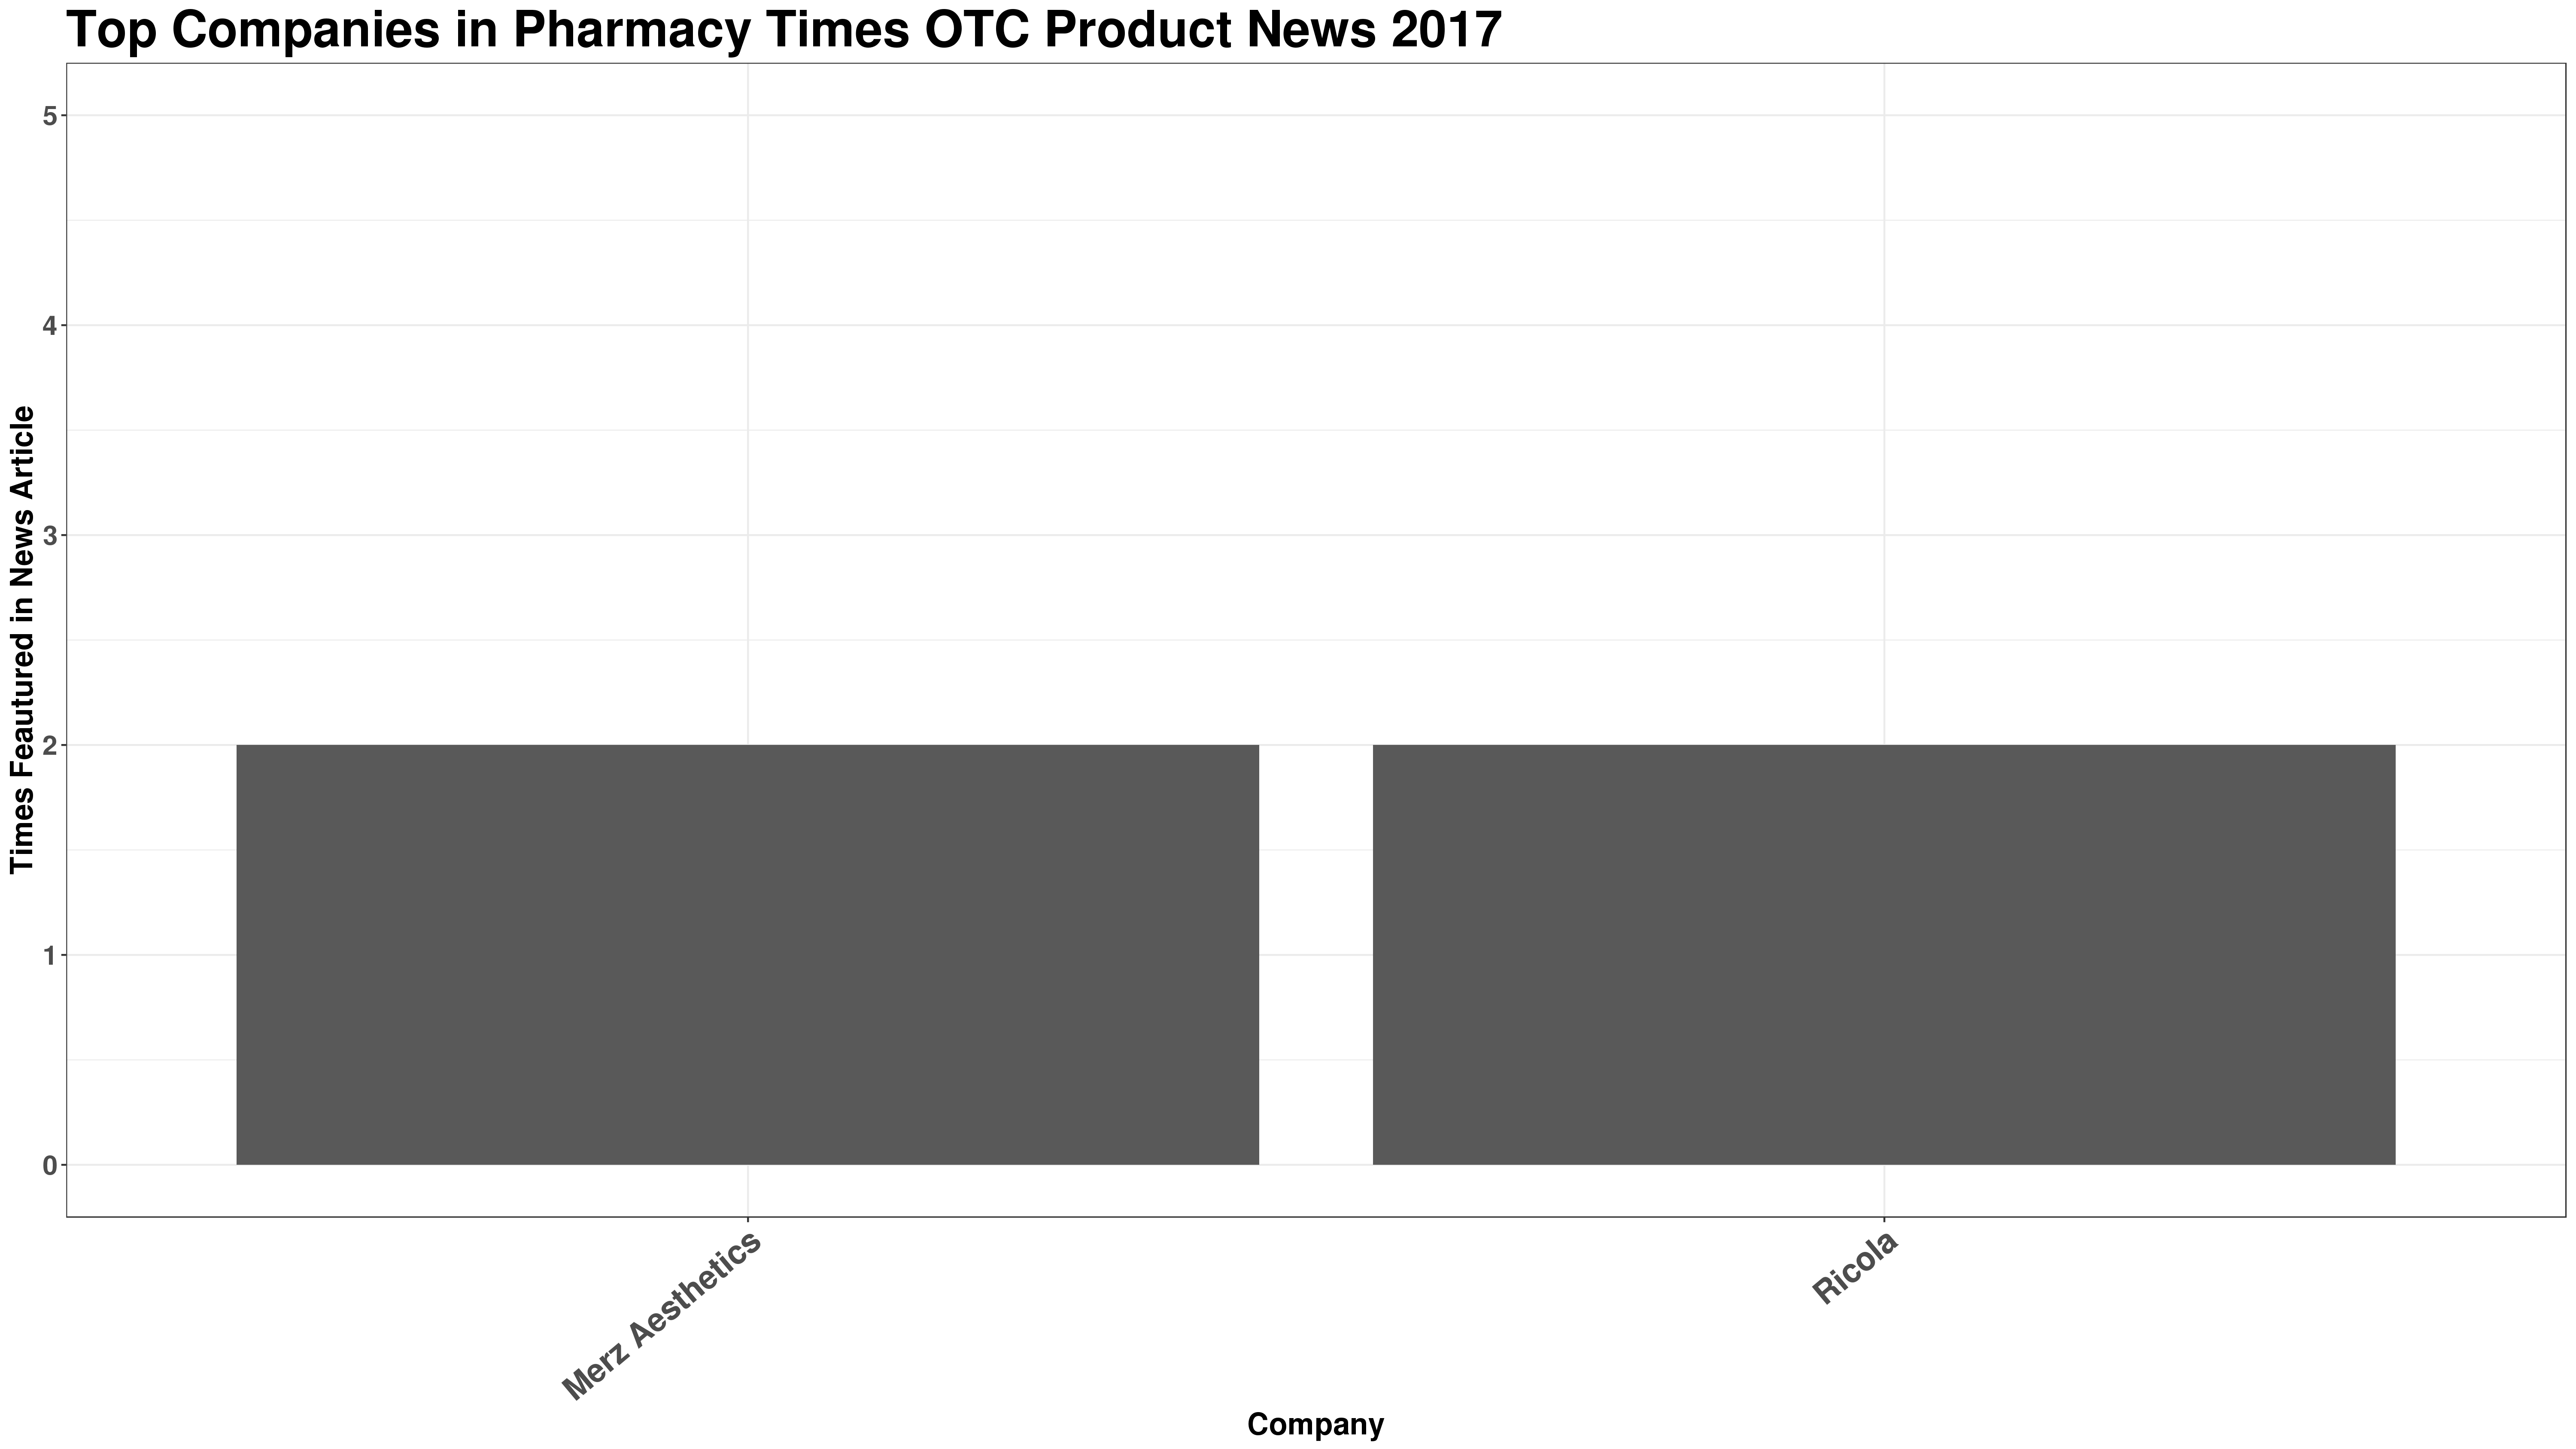 Top Companies in Pharmacy Times OTC Product News 2017
Times Feautured in News Article
5
4
3
2
1
0
Merz Aesthetics
Ricola
Company